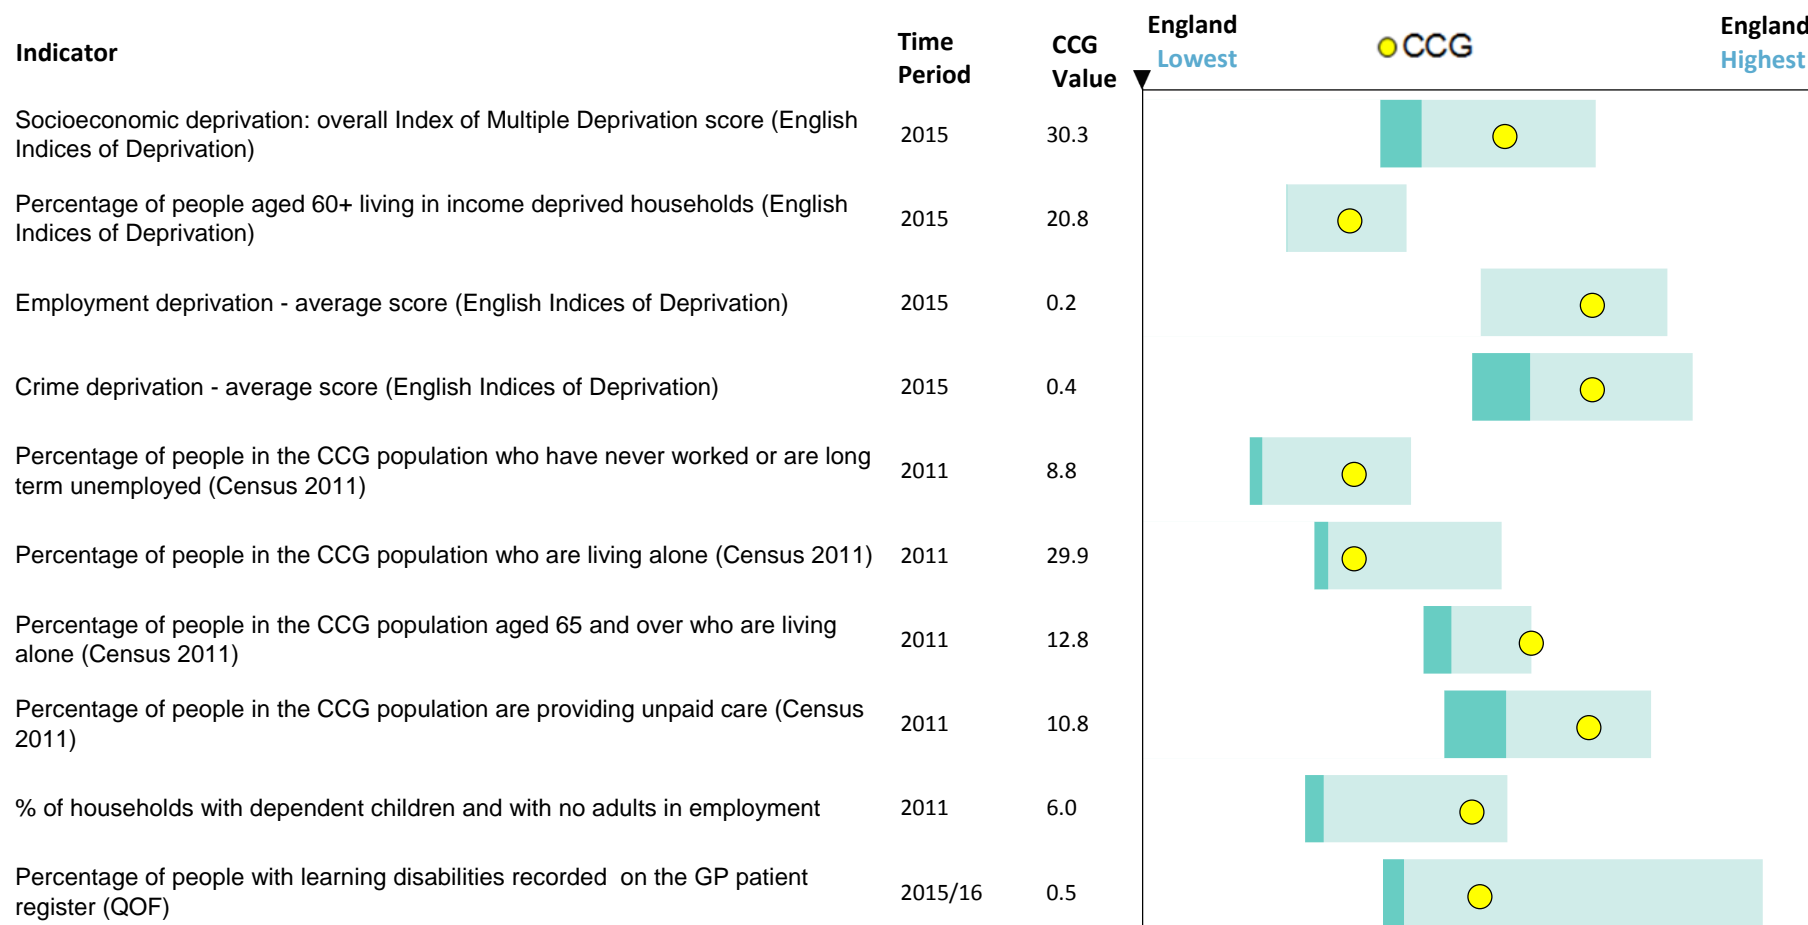 Indicator
Time
Period
CCG
Value
England
Lowest
CCG
England
Highest
Socioeconomic deprivation: overall Index of Multiple Deprivation score (English
Indices of Deprivation)
2015
30.3
Percentage of people aged 60+ living in income deprived households (English
Indices of Deprivation)
2015
20.8
Employment deprivation - average score (English Indices of Deprivation)
2015
0.2
Crime deprivation - average score (English Indices of Deprivation)
2015
0.4
Percentage of people in the CCG population who have never worked or are long
term unemployed (Census 2011)
2011
8.8
Percentage of people in the CCG population who are living alone (Census 2011)
2011
29.9
Percentage of people in the CCG population aged 65 and over who are living
alone (Census 2011)
2011
12.8
Percentage of people in the CCG population are providing unpaid care (Census
2011)
2011
10.8
% of households with dependent children and with no adults in employment
2011
6.0
Percentage of people with learning disabilities recorded  on the GP patient
register (QOF)
2015/16
0.5